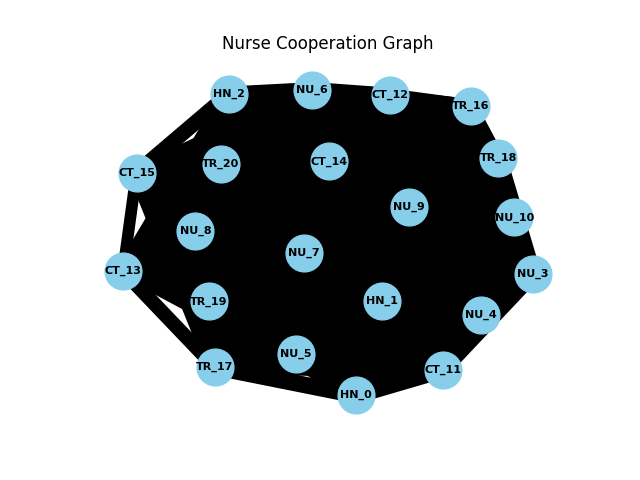 Nurse Cooperation Graph
HN_2
NU_6
CT_12
TR_16
TR_20
CT_14
TR_18
CT_15
NU_9
NU_10
NU_8
NU_7
CT_13
NU_3
TR_19
HN_1
NU_4
NU_5
TR_17
CT_11
HN_0